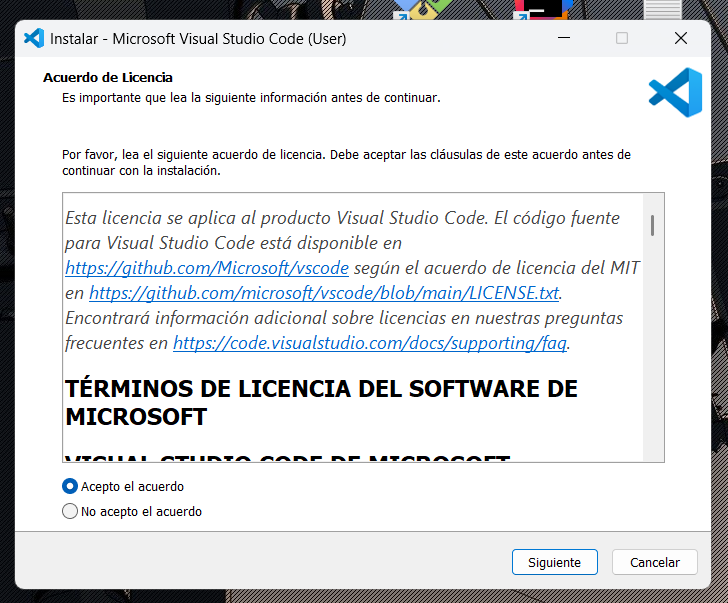 Instalar - Microsoft Visual Studio Code (User)
Acuerdo de Licencia
Es importante que lea la siguiente información antes de continuar.
Por favor, lea el siguiente acuerdo de licencia. Debe aceptar las cláusulas de este acuerdo antes de
continuar con la instalación.
Esta licencia se aplica al producto Visual Studio Code. El código fuente
para Visual Studio Code está disponible en
https://github.com/Microsoft/vscode según el acuerdo de licencia del MIT
en https://github.com/microsoft/vscode/blob/main/LICENSE.txt.
Encontrará información adicional sobre licencias en nuestras preguntas
frecuentes en https://code.visualstudio.com/docs/supporting/faq.
TÉRMINOS DE LICENCIA DEL SOFTWARE DE
MICROSOFT
VISUAL STUDIO CODE DE MICROSOFT
Acepto el acuerdo
No acepto el acuerdo
Siguiente
Cancelar